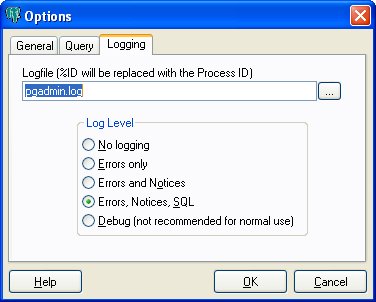 Options
General Query Logging
Logfile (%ID will be replaced with the Process ID)
pgadmin.log ...
Log Level
No logging
Errors only
Errors and Notices
Errors, Notices, SQL
Debug (not recommended for normal use)
Help OK Cancel